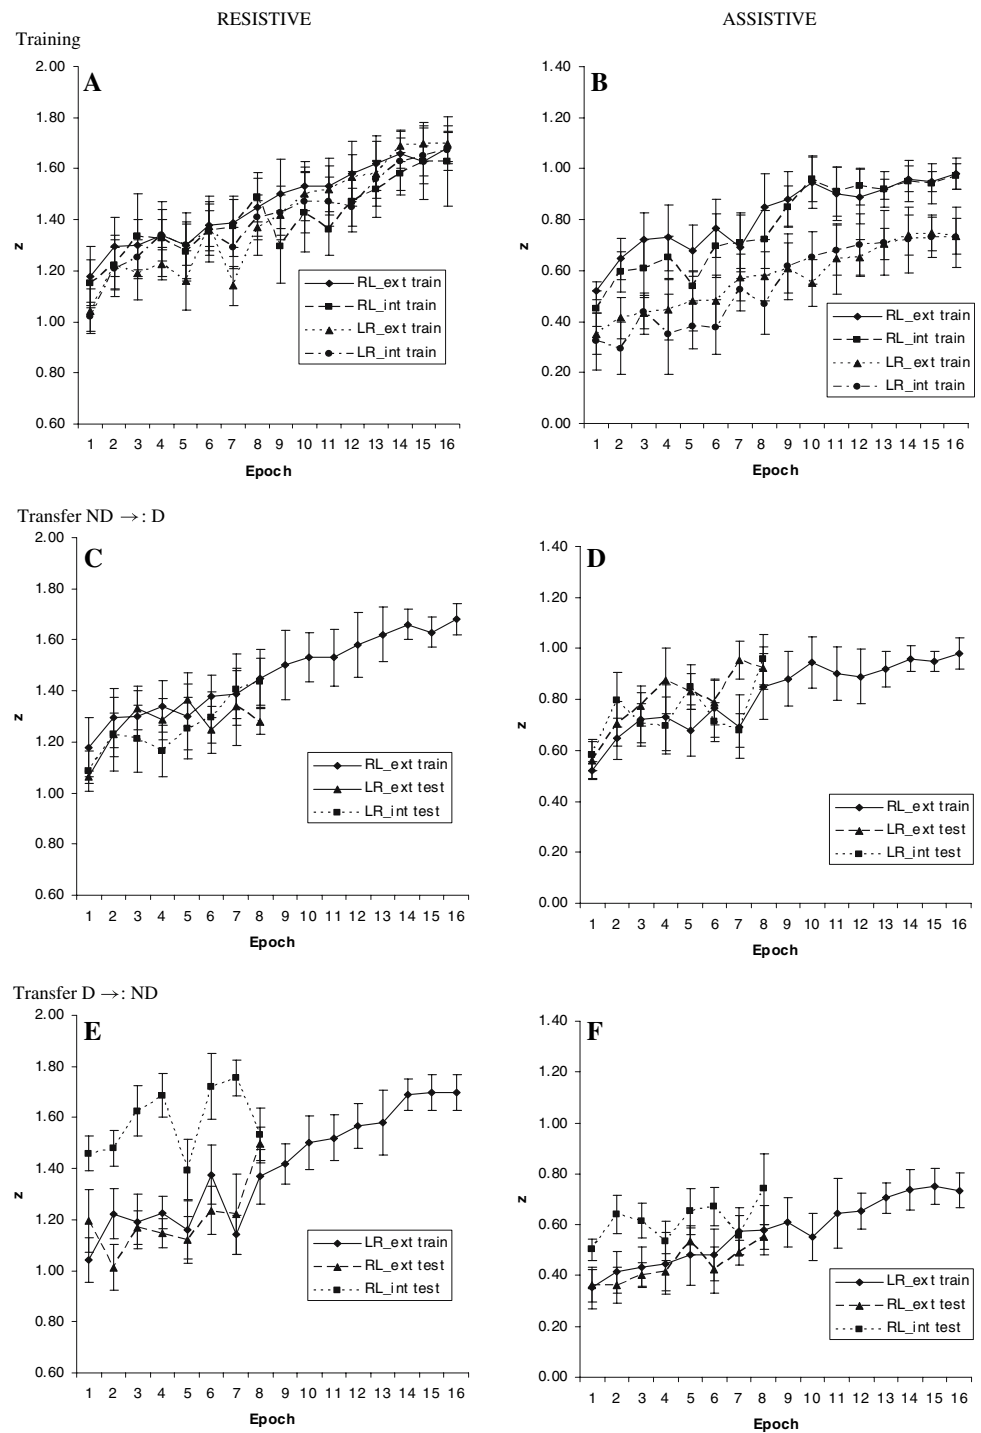 RESISTIVE ASSISTIVE
Training
A
2.00
1.80
1.60
1.40
1.20
1.00
0.80
0.60
z
1 2 3 4 5 6 7 8 9 10 11 12 13 14 15 16
Epoch
RL_ext train
RL_int train
LR_ext train
LR_int train
B
1.40
1.20
1.00
0.80
0.60
0.40
0.20
0.00
z
1 2 3 4 5 6 7 8 9 10 11 12 13 14 15 16
Epoch
RL_ext train
RL_int train
LR_ext train
LR_int train
Transfer ND →: D
C
2.00
1.80
1.60
1.40
1.20
1.00
0.80
0.60
z
1 2 3 4 5 6 7 8 9 10 11 12 13 14 15 16
Epoch
RL_ext train
LR_ext test
LR_int test
D
1.40
1.20
1.00
0.80
0.60
0.40
0.20
0.00
z
1 2 3 4 5 6 7 8 9 10 11 12 13 14 15 16
Epoch
RL_ext train
LR_ext test
LR_int test
Transfer D →: ND
E
2.00
1.80
1.60
1.40
1.20
1.00
0.80
0.60
z
1 2 3 4 5 6 7 8 9 10 11 12 13 14 15 16
Epoch
LR_ext train
RL_ext test
RL_int test
F
1.40
1.20
1.00
0.80
0.60
0.40
0.20
0.00
z
1 2 3 4 5 6 7 8 9 10 11 12 13 14 15 16
Epoch
LR_ext train
RL_ext test
RL_int test